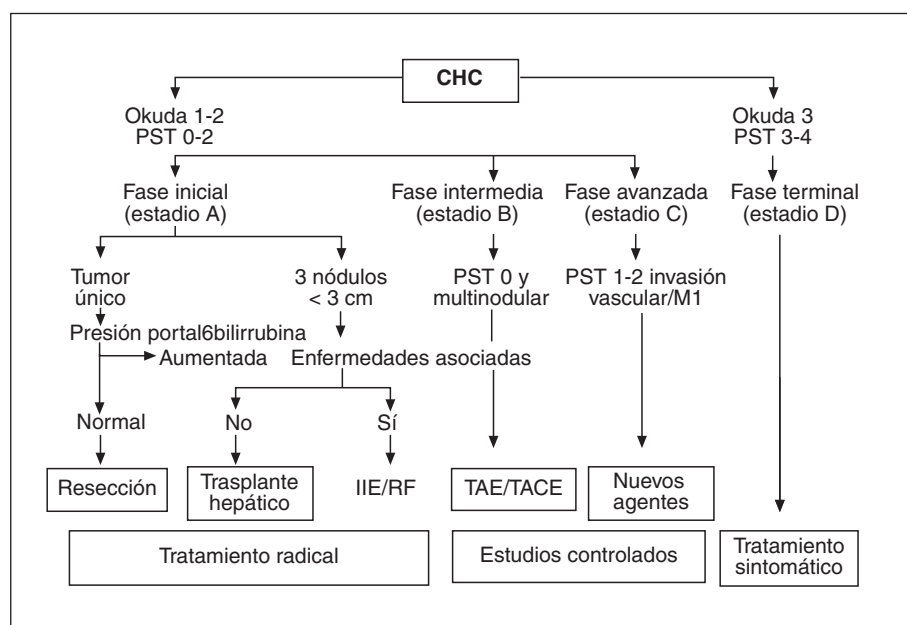 CHC
Okuda 1-2
PST 0-2
Okuda 3
PST 3-4
Fase inicial
(estadio A)
Fase intermedia
(estadio B)
Fase avanzada
(estadio C)
Fase terminal
(estadio D)
Tumor
único
3 nódulos
< 3 cm
PST 0 y
multinodular
PST 1-2 invasión
vascular/M1
Presión portal6bilirrubina
Aumentada
Enfermedades asociadas
Normal
No
Sí
Resección
Trasplante
hepático
IIE/RF
TAE/TACE
Nuevos
agentes
Tratamiento radical
Estudios controlados
Tratamiento
sintomático